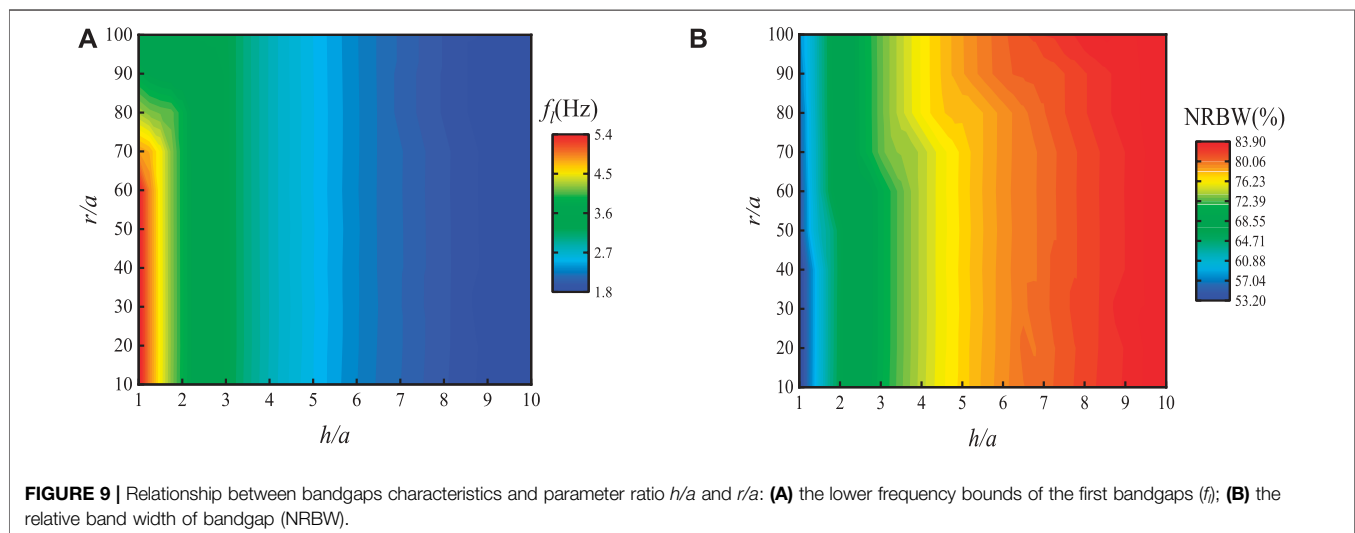 A
100
90
80
70
60
50
40
30
20
10
r/a
1 2 3 4 5 6 7 8 9 10
h/a
fl(Hz)
5.4
4.5
3.6
2.7
1.8
B
100
90
80
70
60
50
40
30
20
10
r/a
1 2 3 4 5 6 7 8 9 10
h/a
NRBW(%)
83.90
80.06
76.23
72.39
68.55
64.71
60.88
57.04
53.20
FIGURE 9 | Relationship between bandgaps characteristics and parameter ratio h/a and r/a: (A) the lower frequency bounds of the first bandgaps (fl); (B) the
relative band width of bandgap (NRBW).